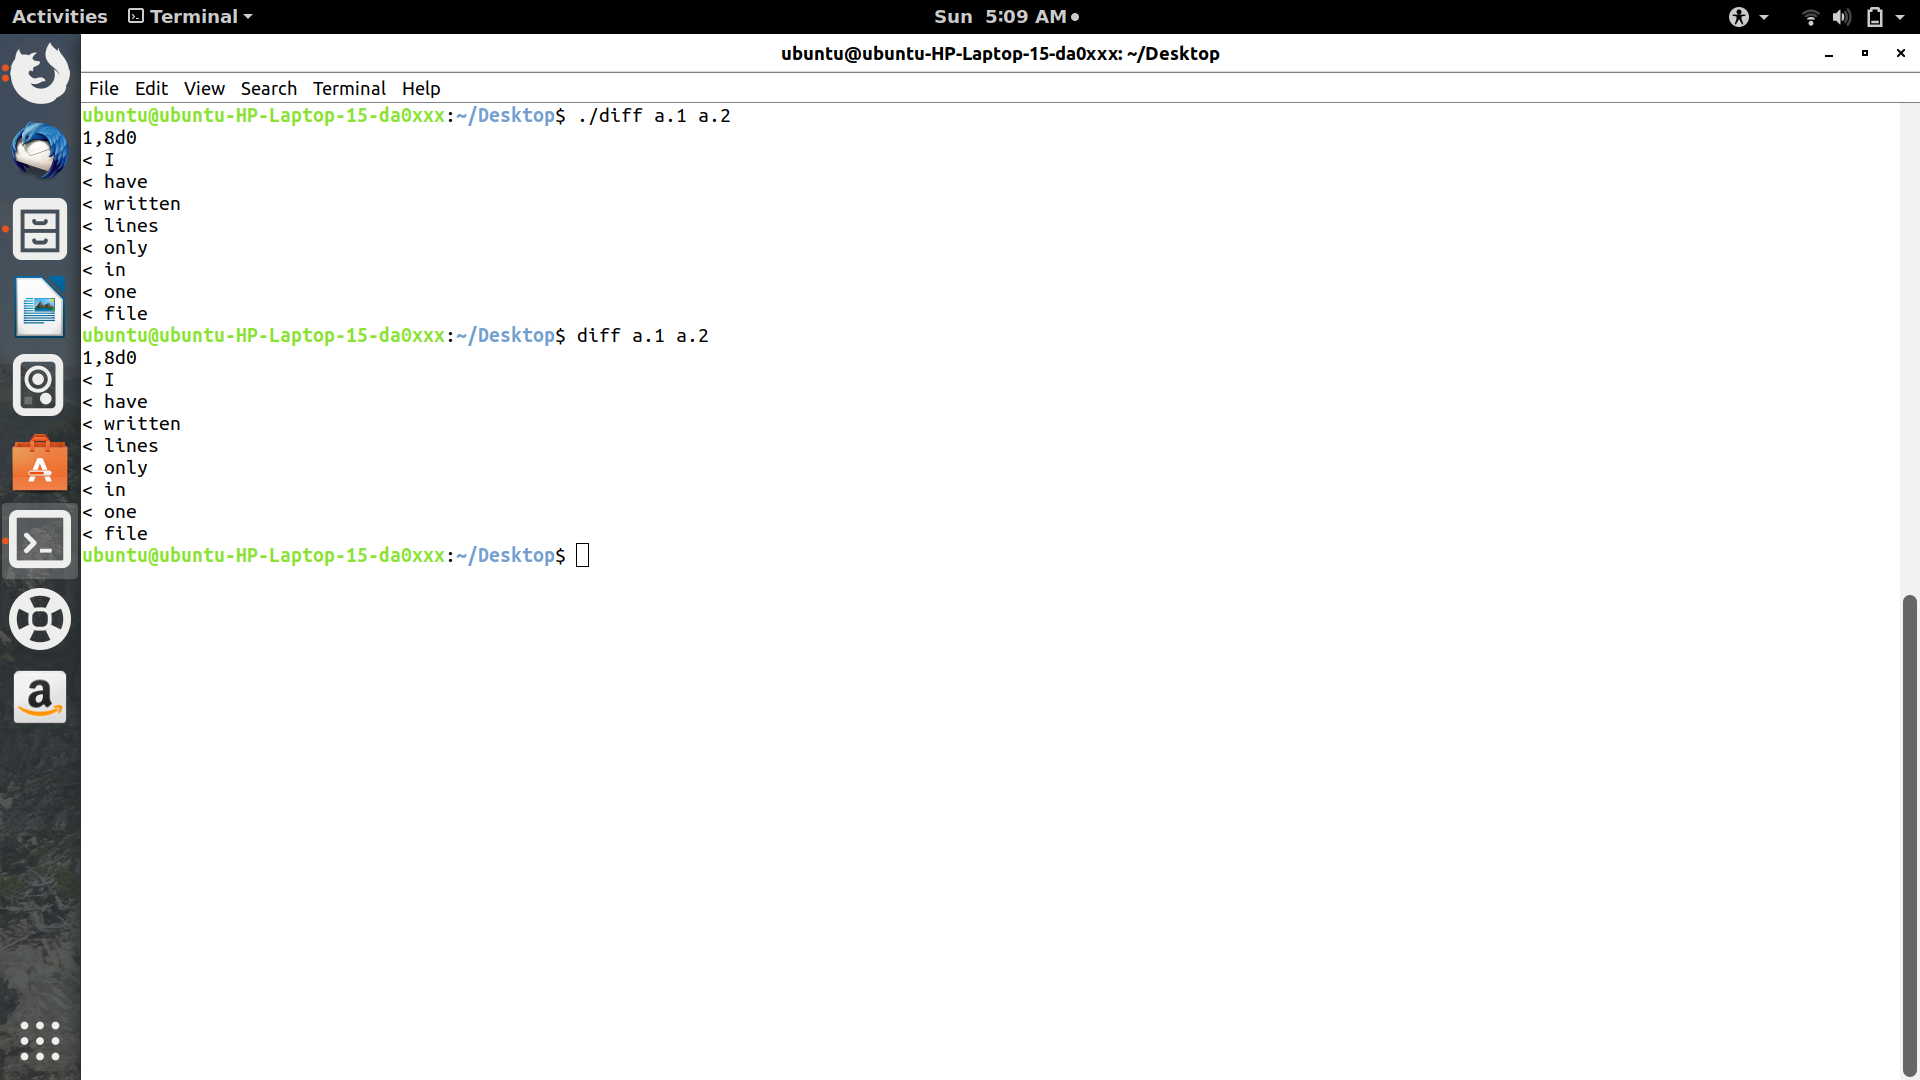 Activities Terminal Sun 5:09 AM
ubuntu@ubuntu-HP-Laptop-15-da0xxx: ~/Desktop
File Edit View Search Terminal Help
ubuntu@ubuntu-HP-Laptop-15-da0xxx:~/Desktop$ ./diff a.1 a.2
1,8d0
< I
< have
< written
< lines
< only
< in
< one
< file
ubuntu@ubuntu-HP-Laptop-15-da0xxx:~/Desktop$ diff a.1 a.2
1,8d0
< I
< have
< written
< lines
< only
< in
< one
< file
ubuntu@ubuntu-HP-Laptop-15-da0xxx:~/Desktop$